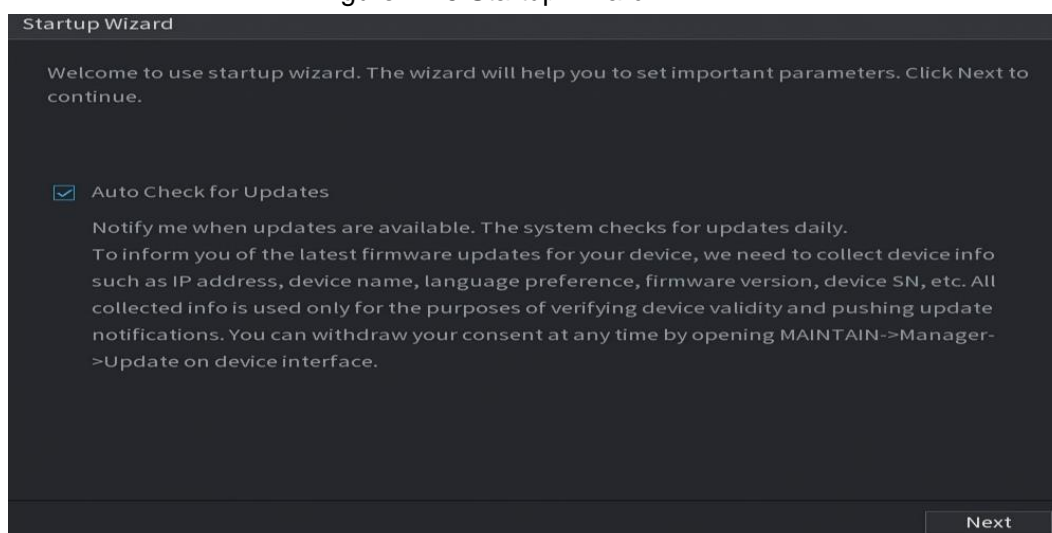 Startup Wizard
Welcome to use startup wizard. The wizard will help you to set important parameters. Click Next to
continue.
Auto Check for Updates
Notify me when updates are available. The system checks for updates daily.
To inform you of the latest firmware updates for your device, we need to collect device info
such as IP address, device name, language preference, firmware version, device SN, etc. All
collected info is used only for the purposes of verifying device validity and pushing update
notifications. You can withdraw your consent at any time by opening MAINTAIN->Manager-
>Update on device interface.
Next